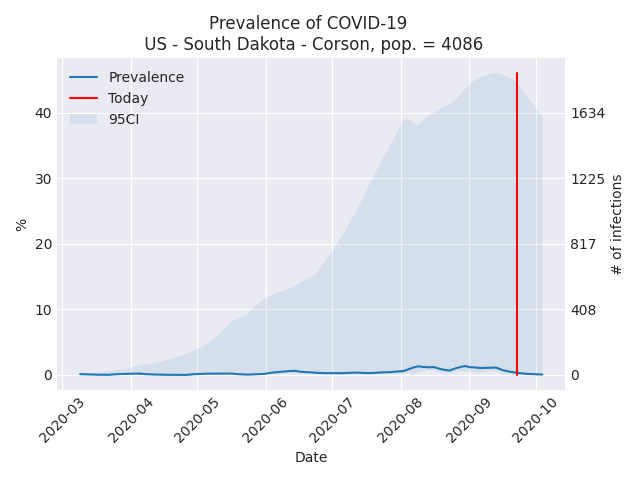 Prevalence of COVID-19
US - South Dakota - Corson, pop. = 4086
Prevalence
Today
95CI
40
30
20
10
0
%
1634
1225
817
408
0
# of infections
2020-03
2020-04
2020-05
2020-06
2020-07
2020-08
2020-09
2020-10
Date